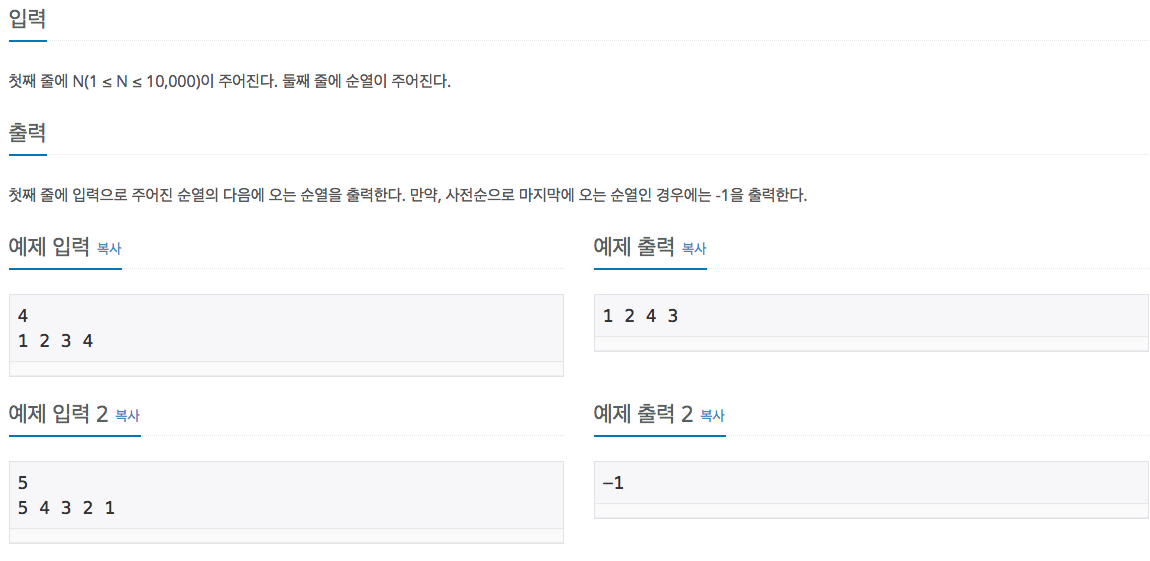 입력
첫째 줄에 N(1 ≤ N ≤ 10,000)이 주어진다. 둘째 줄에 순열이 주어진다.
출력
첫째 줄에 입력으로 주어진 순열의 다음에 오는 순열을 출력한다. 만약, 사전순으로 마지막에 오는 순열인 경우에는 -1을 출력한다.
예제 입력 복사
4
1 2 3 4
예제 출력 복사
1 2 4 3
예제 입력 2 복사
5
5 4 3 2 1
예제 출력 2 복사
-1